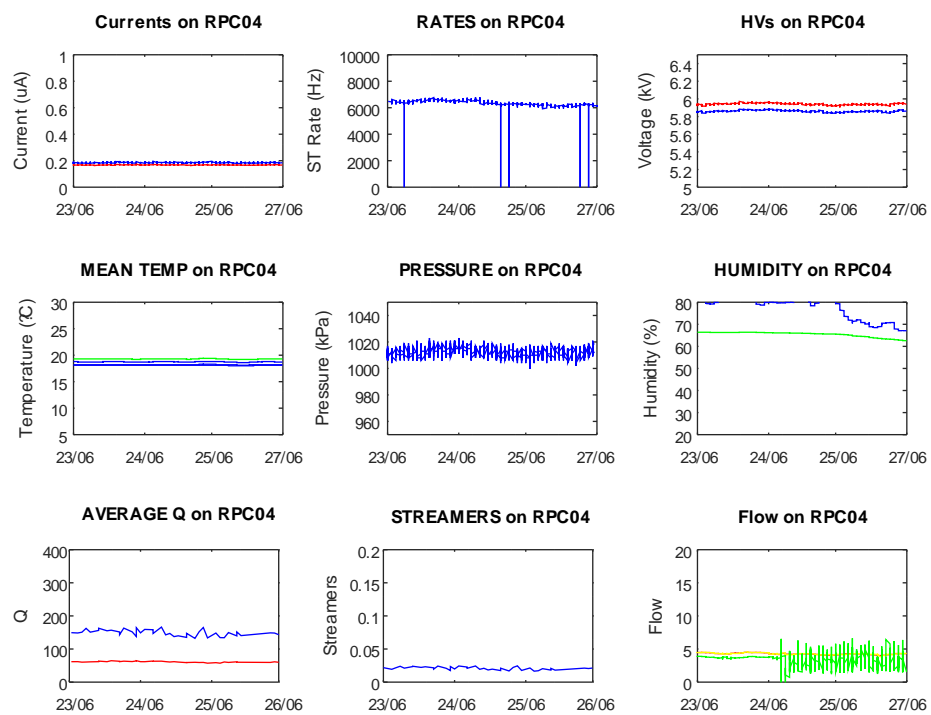 Currents on RPC04
RATES on RPC04
HVs on RPC04
Current (uA)
1
0.8
0.6
0.4
0.2
0
23/06 24/06 25/06 27/06
ST Rate (Hz)
10000
8000
6000
4000
2000
0
23/06 24/06 25/06 27/06
Voltage (kV)
6.4
6.2
6
5.8
5.6
5.4
5.2
5
23/06 24/06 25/06 27/06
MEAN TEMP on RPC04
PRESSURE on RPC04
HUMIDITY on RPC04
Temperature (?C)
30
25
20
15
10
5
23/06 24/06 25/06 27/06
Pressure (kPa)
1040
1020
1000
980
960
23/06 24/06 25/06 27/06
Humidity (%)
80
70
60
50
40
30
20
23/06 24/06 25/06 27/06
AVERAGE Q on RPC04
STREAMERS on RPC04
Flow on RPC04
Q
400
300
200
100
0
23/06 24/06 25/06 26/06
Streamers
0.2
0.15
0.1
0.05
0
23/06 24/06 25/06 26/06
Flow
20
15
10
5
0
23/06 24/06 25/06 27/06